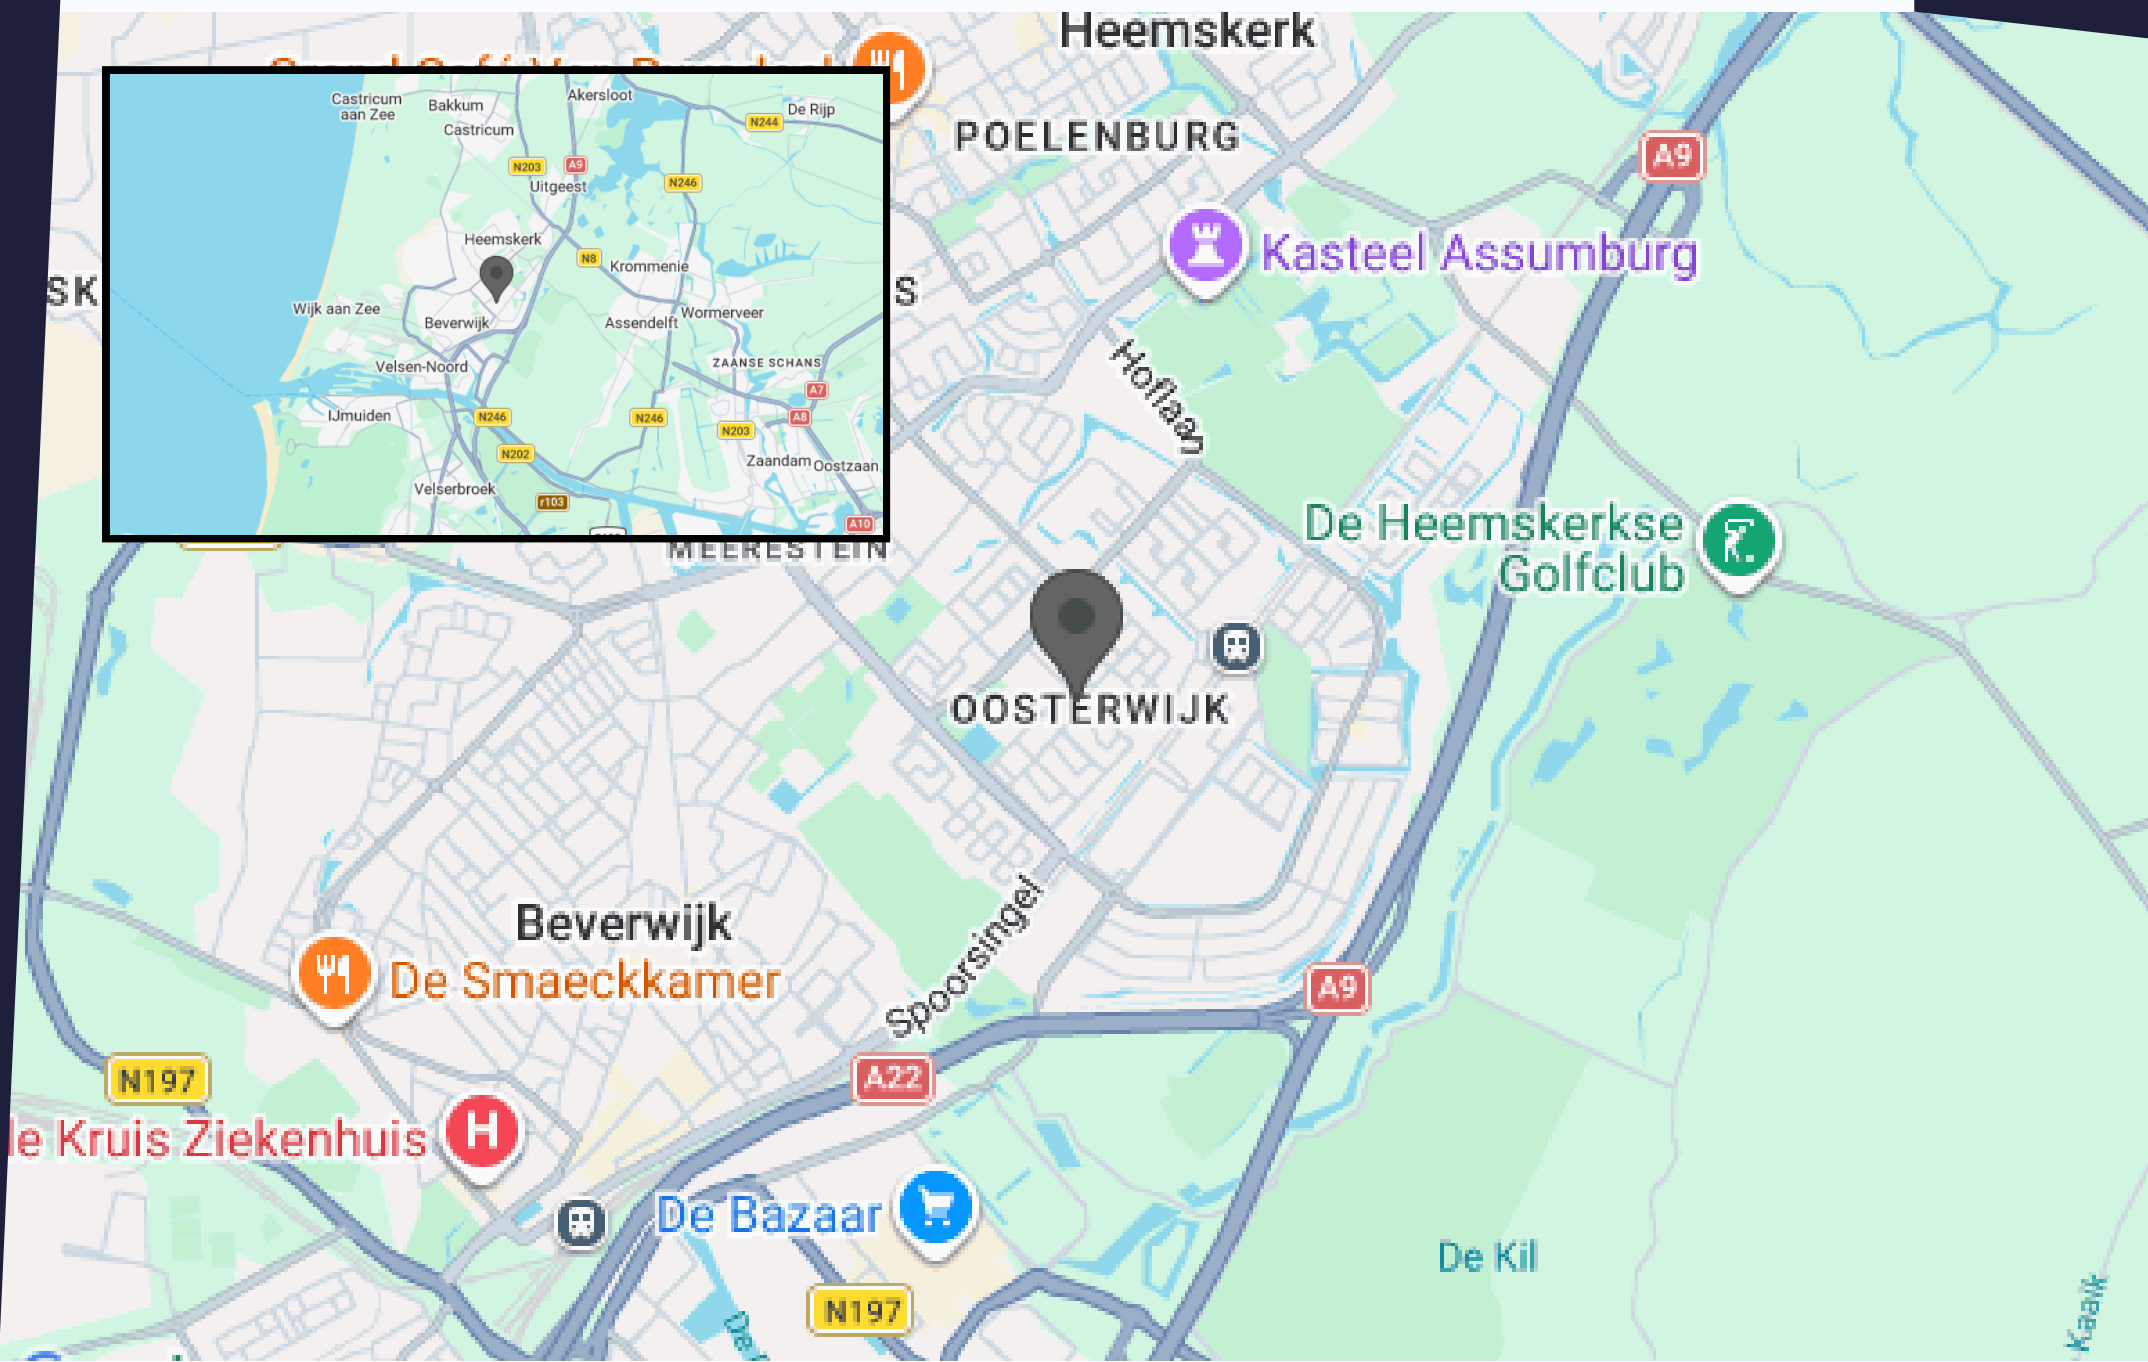 Heemskerk
POELENBURG
A9
Kasteel Assumburg
SK
S
Hoflaan
De Heemskerkse
Golfclub
MEERESTEIN
OOSTERWIJK
Beverwijk
De Smaeckkamer
Spoorsingel
A9
A22
N197
le Kruis Ziekenhuis
H
De Bazaar
N197
De Kil
Kaaik
Castricum
aan Zee
Bakkum
Castricum
Akersloot
De Rijp
N244
N203
A9
Uitgeest
N246
Heemskerk
N8
Krommenie
Wijk aan Zee
Beverwijk
Assendelft
Wormerveer
Velsen-Noord
ZAANSE SCHANS
A7
IJmuiden
N246
N246
A8
N203
N202
Zaandam
Oostzaan
Velserbroek
r103
A10